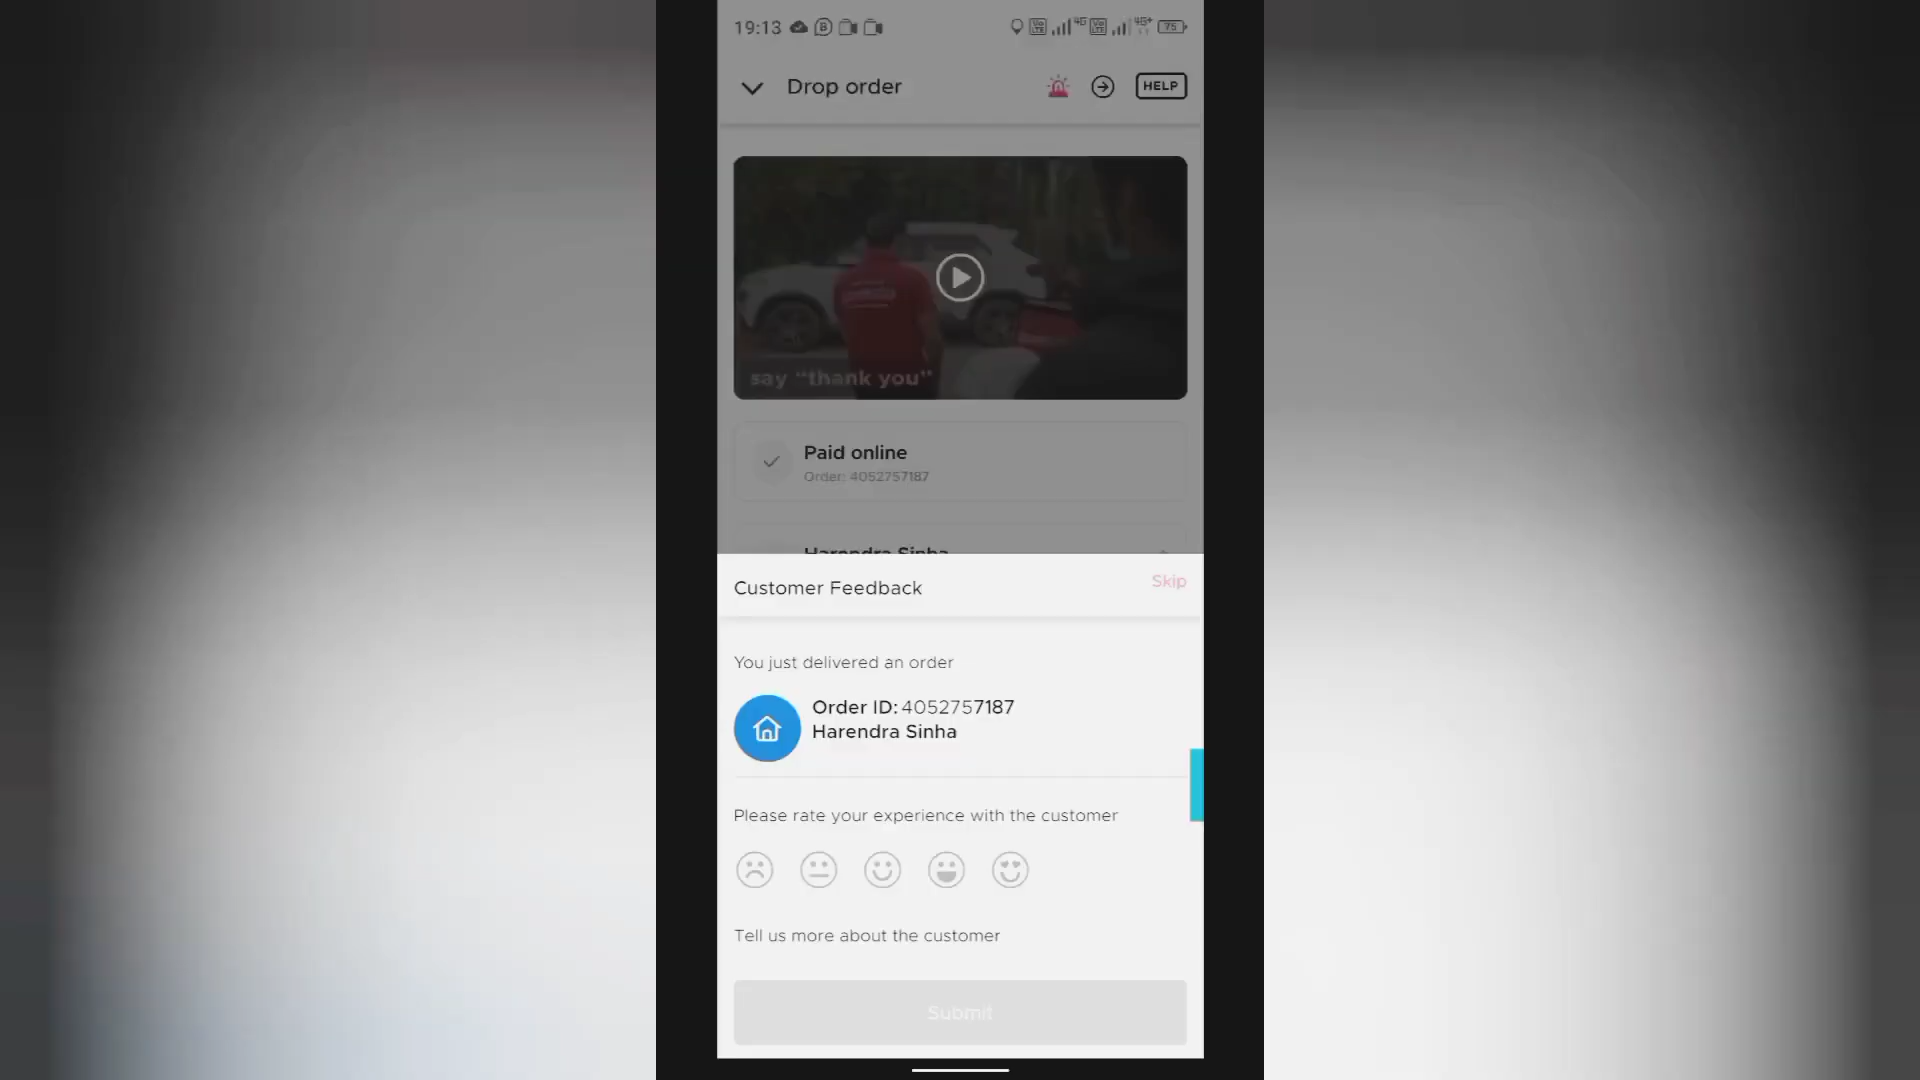 19:13
75
Drop order
HELP
say “thank you”
Paid online
Order: 4052757187
Harendra Sinha
Customer Feedback
Skip
You just delivered an order
Order ID: 4052757187
Harendra Sinha
Please rate your experience with the customer
Tell us more about the customer
Submit